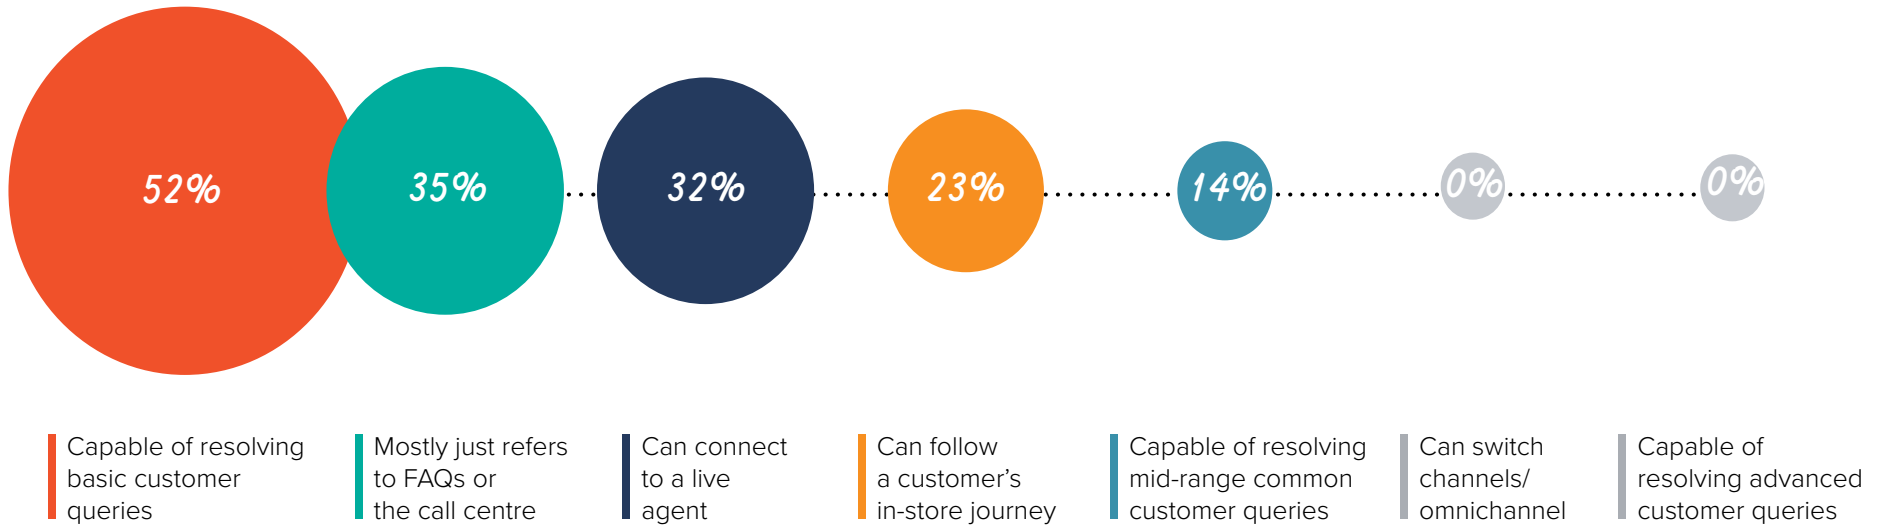 52%
35%
32%
23%
14%
0%
0%
Capable of resolving
basic customer
queries
Mostly just refers
to FAQs or
the call centre
Can connect
to a live
agent
Can follow
a customer’s
in-store journey
Capable of resolving
mid-range common
customer queries
Can switch
channels/
omnichannel
Capable of
resolving advanced
customer queries